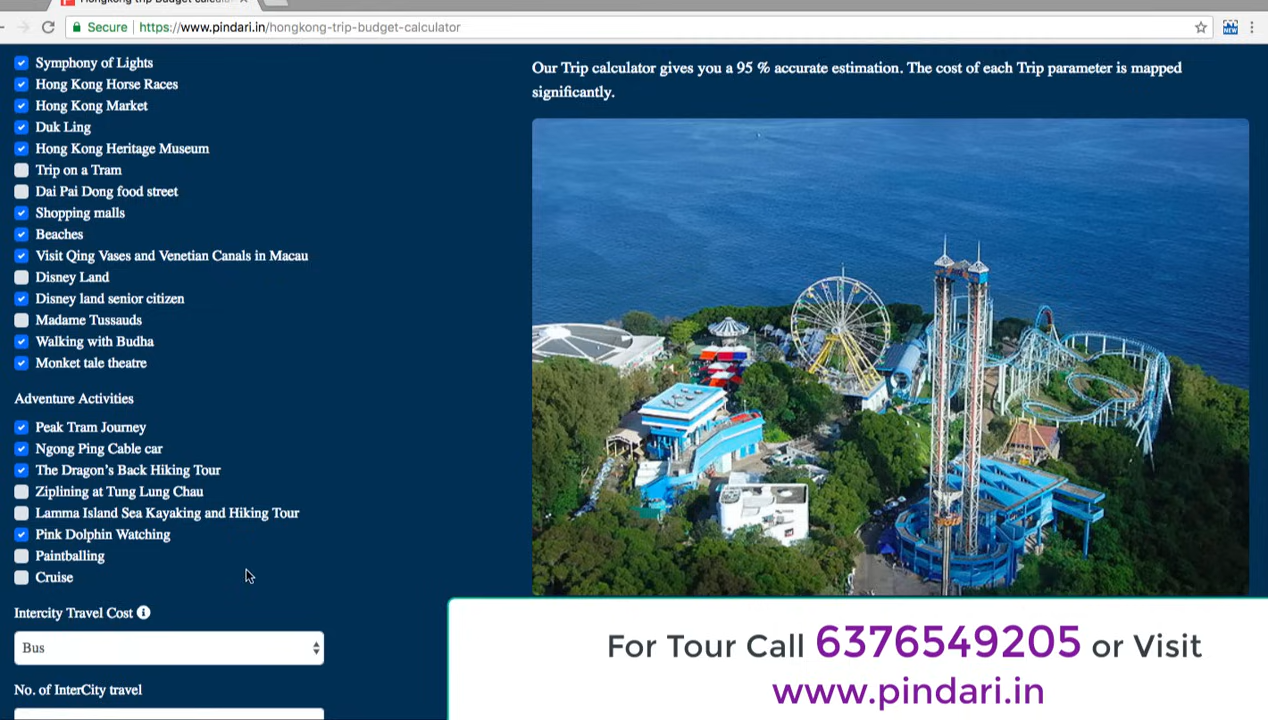 Hongkong trip Budget calcula
Secure https://www.pindari.in/hongkong-trip-budget-calculator
NEW
Symphony of Lights
Hong Kong Horse Races
Hong Kong Market
Duk Ling
Hong Kong Heritage Museum
Trip on a Tram
Dai Pai Dong food street
Shopping malls
Beaches
Visit Qing Vases and Venetian Canals in Macau
Disney Land
Disney land senior citizen
Madame Tussauds
Walking with Budha
Monket tale theatre
Adventure Activities
Peak Tram Journey
Ngong Ping Cable car
The Dragon's Back Hiking Tour
Ziplining at Tung Lung Chau
Lamma Island Sea Kayaking and Hiking Tour
Pink Dolphin Watching
Paintballing
Cruise
Intercity Travel Cost
Bus
No. of InterCity travel
Our Trip calculator gives you a 95 % accurate estimation. The cost of each Trip parameter is mapped
significantly.
For Tour Call 6376549205 or Visit
www.pindari.in